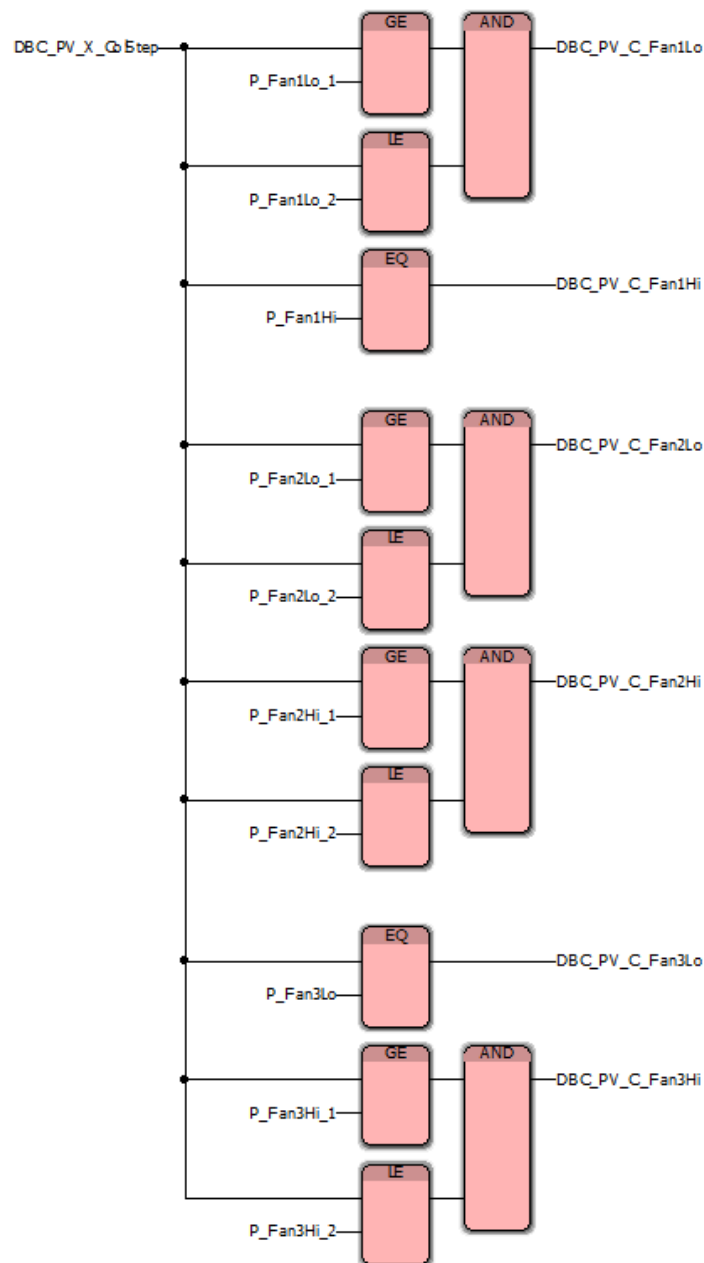 GE AND
DBC_PV_X_ColStep DBC_PV_C_Fan1Lo
P_Fan1Lo_1
LE
P_Fan1Lo_2
EQ
DBC_PV_C_Fan1Hi
P_Fan1Hi
GE AND
DBC_PV_C_Fan2Lo
P_Fan2Lo_1
LE
P_Fan2Lo_2
GE AND
DBC_PV_C_Fan2Hi
P_Fan2Hi_1
LE
P_Fan2Hi_2
EQ
DBC_PV_C_Fan3Lo
P_Fan3Lo
GE AND
DBC_PV_C_Fan3Hi
P_Fan3Hi_1
LE
P_Fan3Hi_2